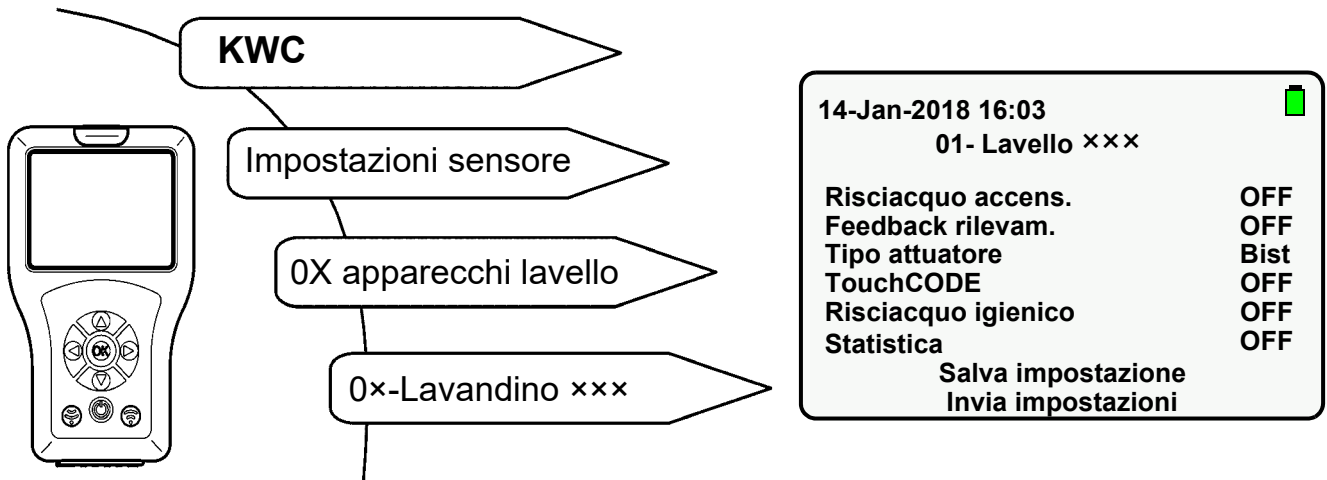 KWC
Impostazioni sensore
0X apparecchi lavello
0×-Lavandino ×××
OK
14-Jan-2018 16:03
01- Lavello ×××
Risciacquo accens. OFF
Feedback rilevam. OFF
Tipo attuatore Bist
TouchCODE OFF
Risciacquo igienico OFF
Statistica OFF
Salva impostazione
Invia impostazioni